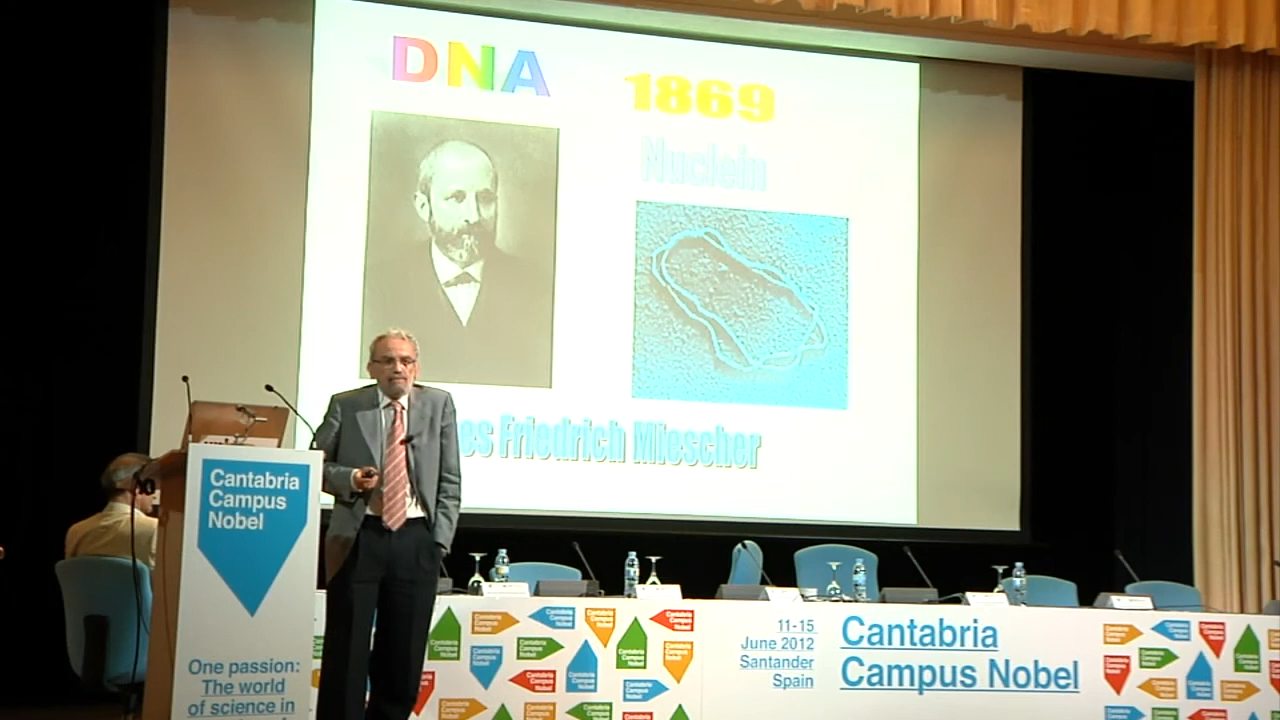 DNA
1869
Nuclein
es Friedrich Miescher
Cantabria
Campus
Nobel
One passion:
The world
of science in
11-15
June 2012
Santander
Spain
Cantabria
Campus Nobel